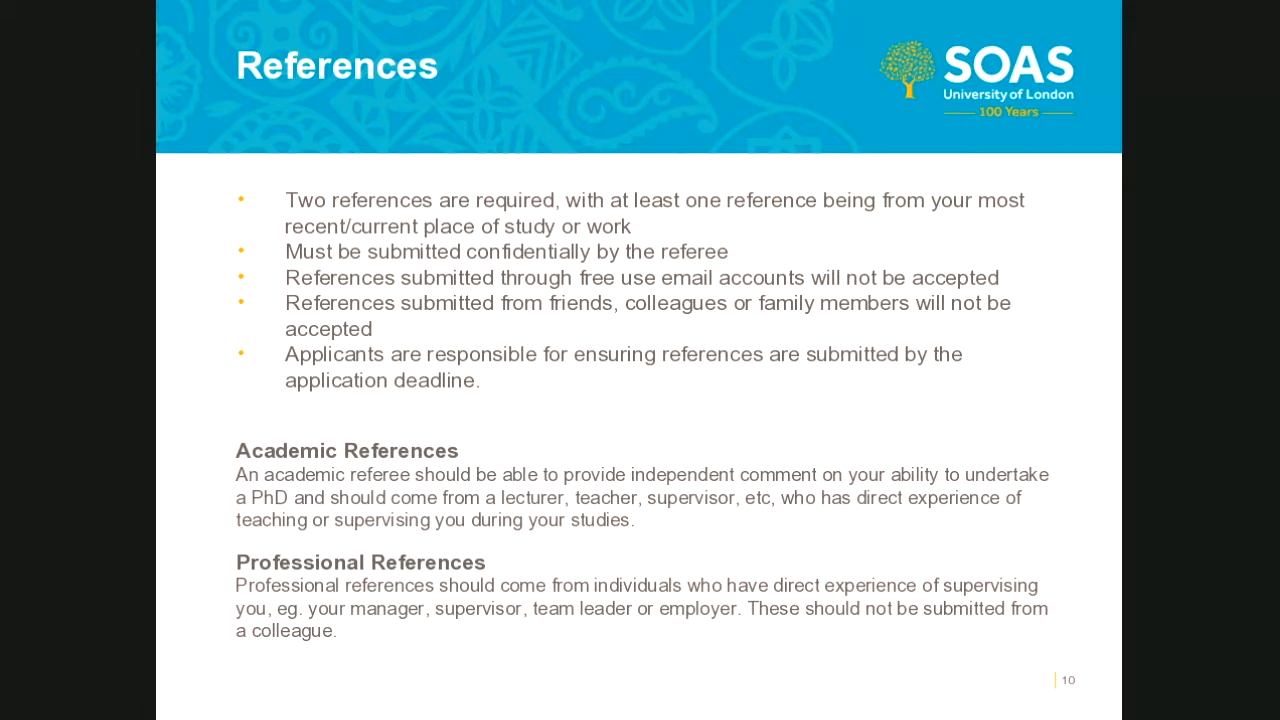 References
SOAS
University of London
100 Years
• Two references are required, with at least one reference being from your most
recent/current place of study or work
• Must be submitted confidentially by the referee
• References submitted through free use email accounts will not be accepted
• References submitted from friends, colleagues or family members will not be
accepted
• Applicants are responsible for ensuring references are submitted by the
application deadline.
Academic References
An academic referee should be able to provide independent comment on your ability to undertake
a PhD and should come from a lecturer, teacher, supervisor, etc, who has direct experience of
teaching or supervising you during your studies.
Professional References
Professional references should come from individuals who have direct experience of supervising
you, eg. your manager, supervisor, team leader or employer. These should not be submitted from
a colleague.
10